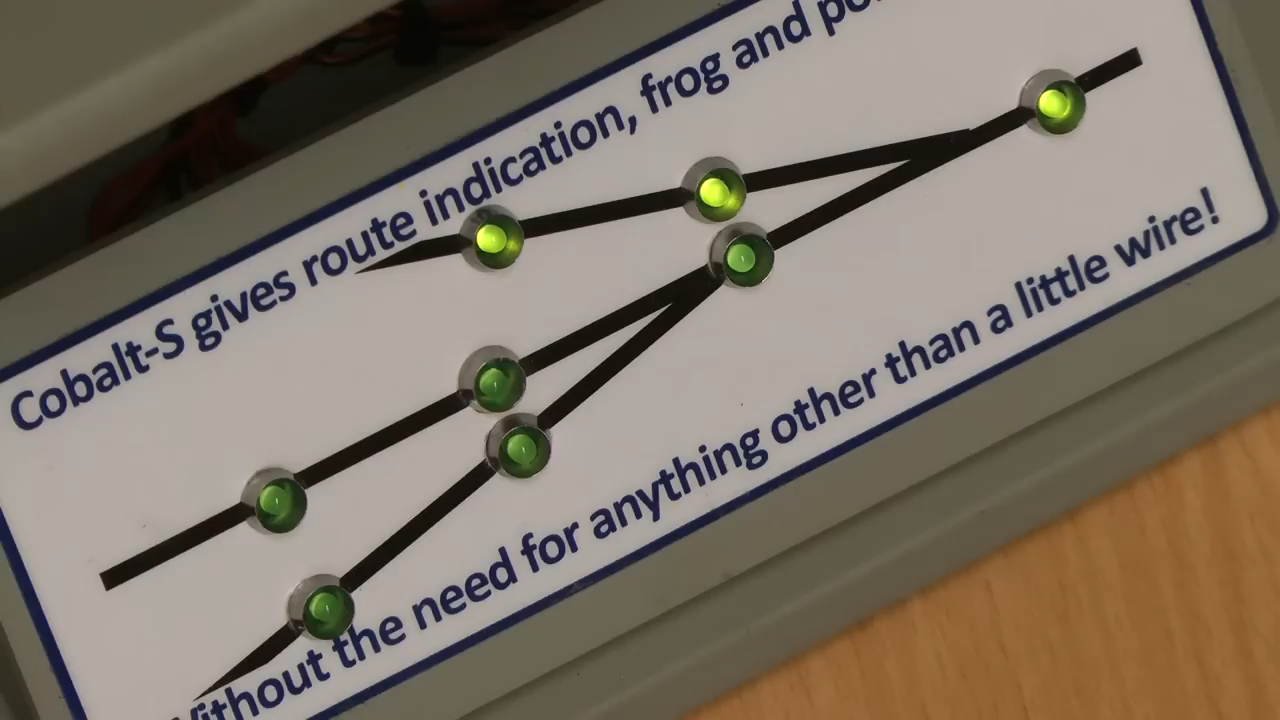 Cobalt-S gives route indication, frog and
without the need for anything other than a little wire!